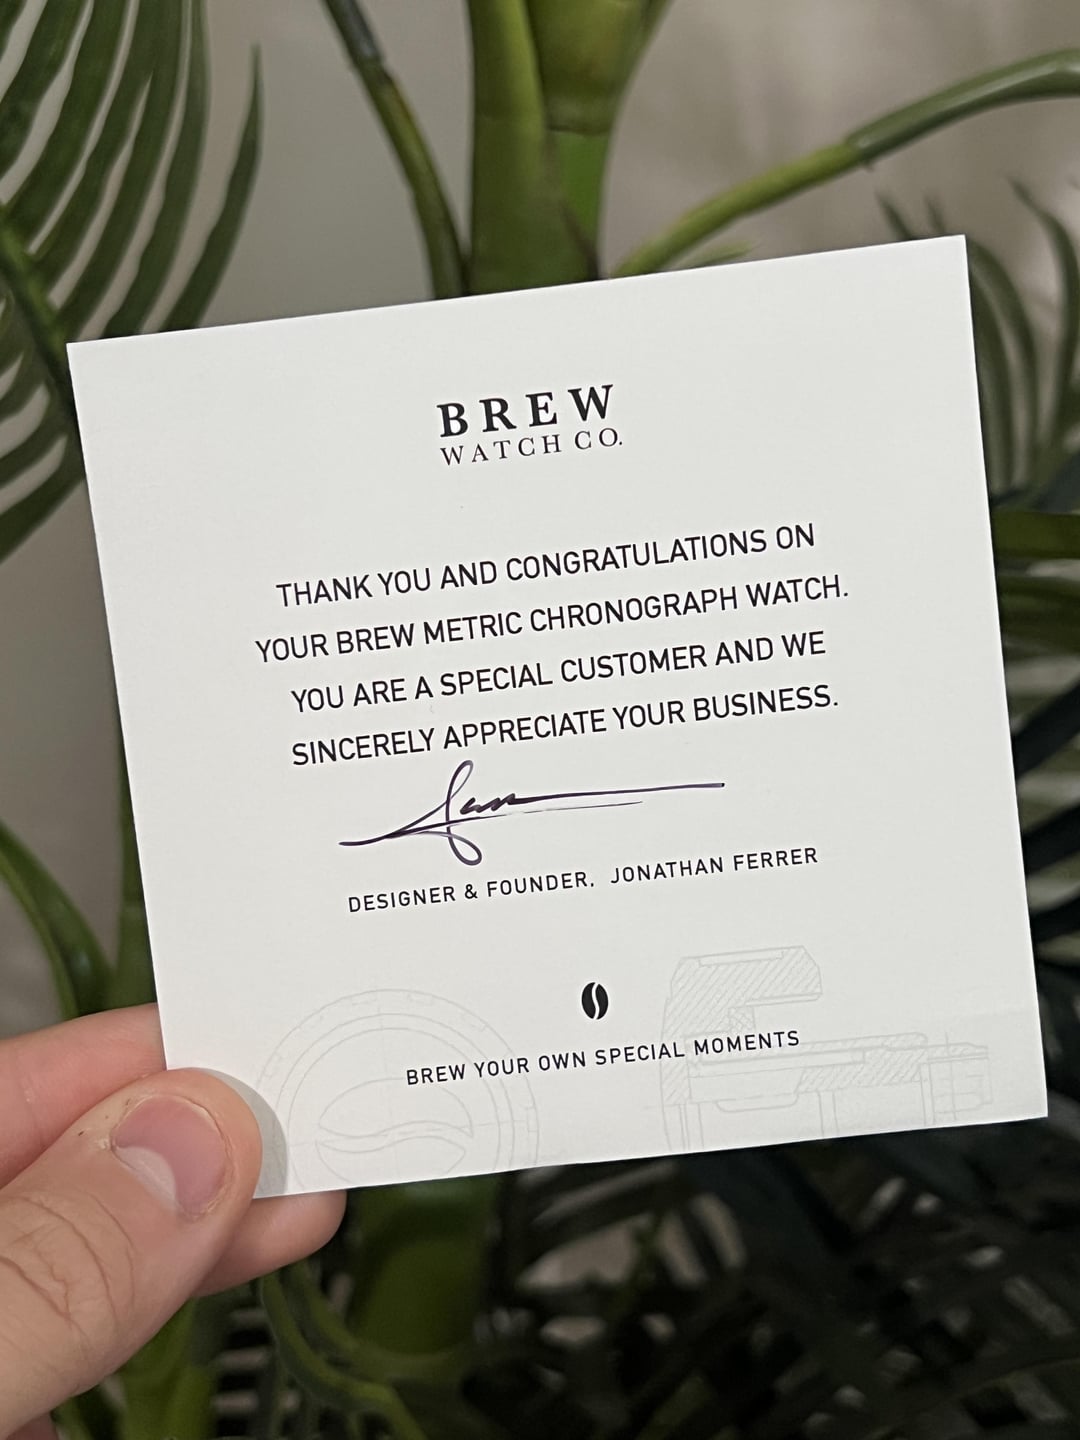 BREW
WATCH CO.
THANK YOU AND CONGRATULATIONS ON
YOUR BREW METRIC CHRONOGRAPH WATCH.
YOU ARE A SPECIAL CUSTOMER AND WE
SINCERELY APPRECIATE YOUR BUSINESS.
DESIGNER & FOUNDER, JONATHAN FERRER
BREW YOUR OWN SPECIAL MOMENTS